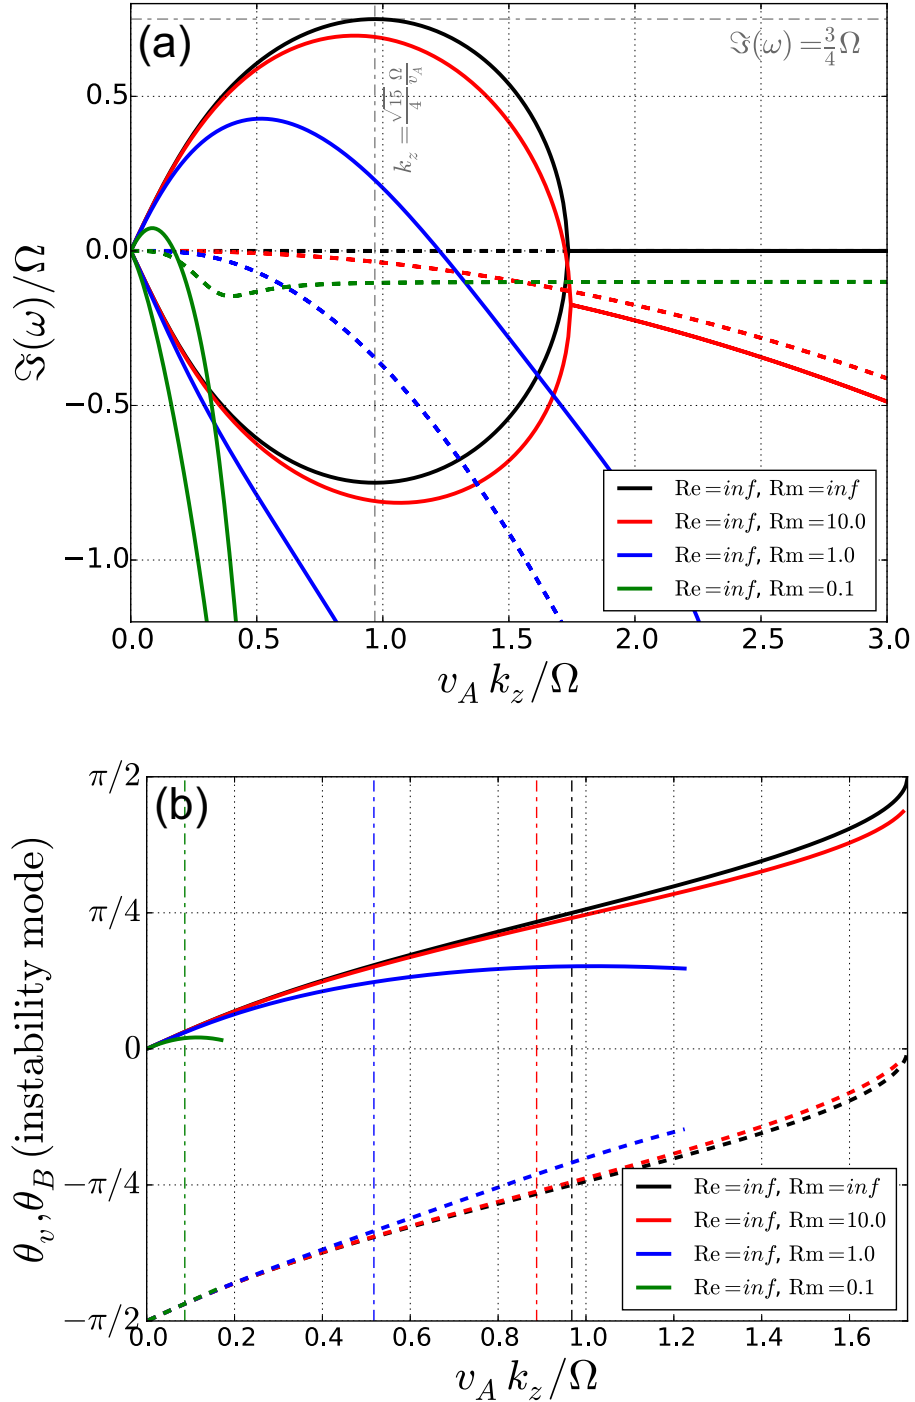 (a)
ℑ(ω) = 3/4 Ω
k_z = √15/4 Ω/v_A
0.5
0.0
−0.5
−1.0
ℑ(ω)/Ω
Re=inf, Rm=inf
Re=inf, Rm=10.0
Re=inf, Rm=1.0
Re=inf, Rm=0.1
0.0 0.5 1.0 1.5 2.0 2.5 3.0
v_A k_z/Ω
(b)
π/2
π/4
0
−π/4
−π/2
θ_v, θ_B (instability mode)
Re=inf, Rm=inf
Re=inf, Rm=10.0
Re=inf, Rm=1.0
Re=inf, Rm=0.1
0.0 0.2 0.4 0.6 0.8 1.0 1.2 1.4 1.6
v_A k_z/Ω